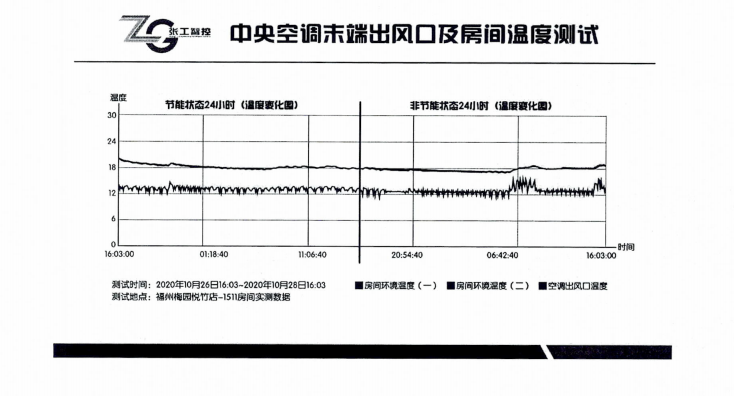 ZG 张工智控 中央空调末端出风口及房间温度测试
温度
节能状态24小时（温度变化图） 非节能状态24小时（温度变化图）
30
24
18
12
6
0
16:03:00 01:18:40 11:06:40 20:54:40 06:42:40 16:03:00 时间
测试时间：2020年10月26日16:03~2020年10月28日16:03
测试地点：福州梅园悦竹店-1511房间实测数据
房间环境温度（一） 房间环境温度（二） 空调出风口温度